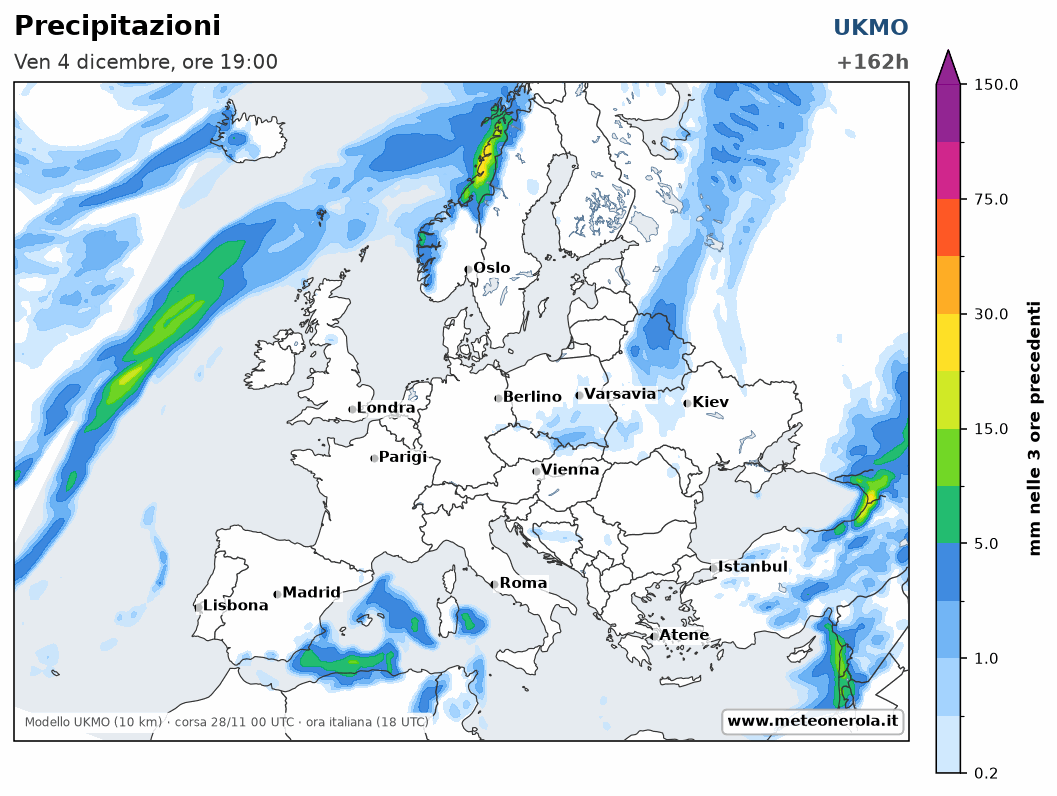 Precipitazioni
UKMO
Ven 4 dicembre, ore 19:00
+162h
150.0
75.0
30.0
15.0
5.0
1.0
0.2
mm nelle 3 ore precedenti
Oslo
Berlino
Varsavia
Kiev
Londra
Parigi
Vienna
Istanbul
Roma
Madrid
Lisbona
Atene
Modello UKMO (10 km) · corsa 28/11 00 UTC · ora italiana (18 UTC)
www.meteonerola.it